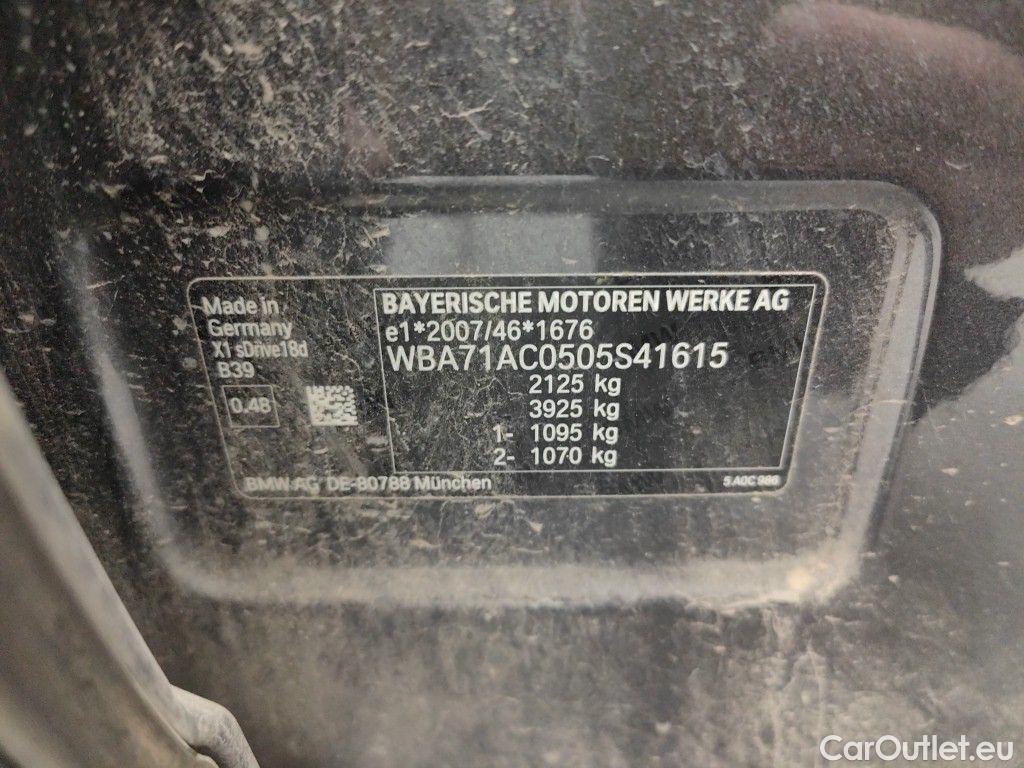 Made in
Germany
X1 sDrive18d
B39
0.48
BAYERISCHE MOTOREN WERKE AG
e1*2007/46*1676
WBA71AC0505S41615
2125 kg
3925 kg
1- 1095 kg
2- 1070 kg
BMW AG DE-80788 München
5 A0C 986
CarOutlet.eu